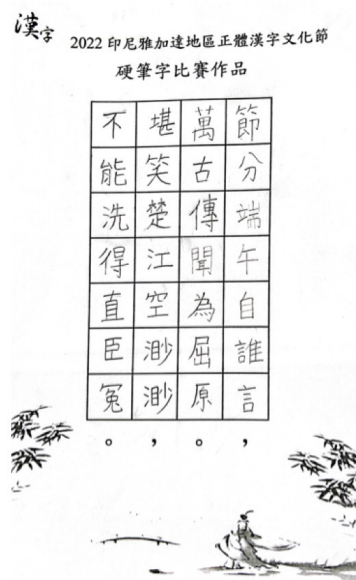 漢字
2022 印尼雅加達地區正體漢字文化節
硬筆字比賽作品
節分端午自誰言，
萬古傳聞為屈原。
堪笑楚江空渺渺，
不能洗得直臣冤。